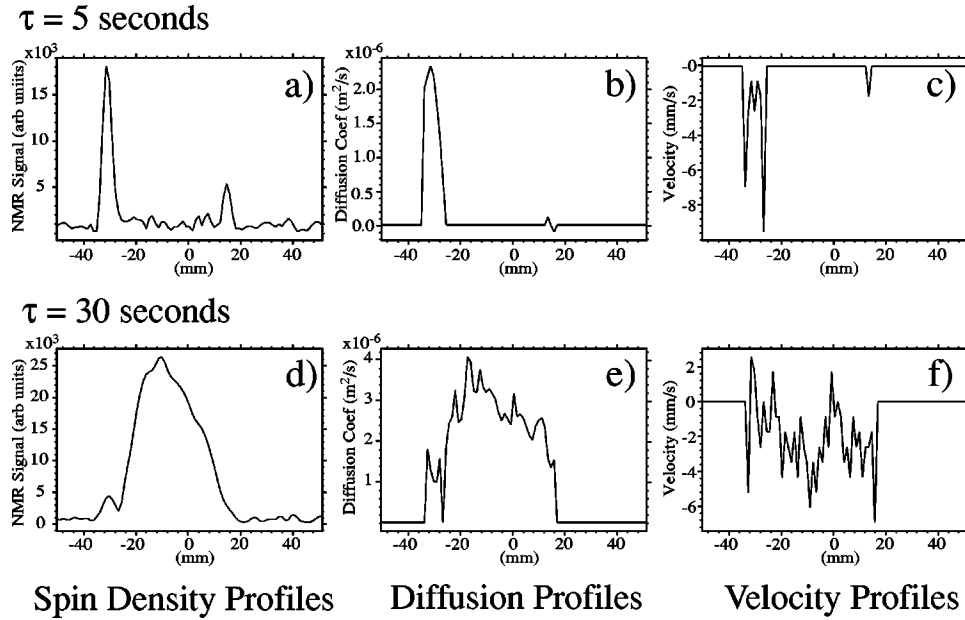 τ = 5 seconds
x10³
NMR Signal (arb uniits)
15
10
5
a)
-40 -20 0 20 40
(mm)
x10⁻⁶
Diffusion Coef (m²/s)
2.0
1.5
1.0
0.5
0.0
b)
-40 -20 0 20 40
(mm)
Velocity (mm/s)
-0
-2
-4
-6
-8
c)
-40 -20 0 20 40
(mm)
τ = 30 seconds
x10³
NMR Signal (arb units)
25
20
15
10
5
0
d)
-40 -20 0 20 40
(mm)
x10⁻⁶
Diffusion Coef (m²/s)
4
3
2
1
e)
-40 -20 0 20 40
(mm)
Velocity (mm/s)
2
0
-2
-4
-6
f)
-40 -20 0 20 40
(mm)
Spin Density Profiles
Diffusion Profiles
Velocity Profiles